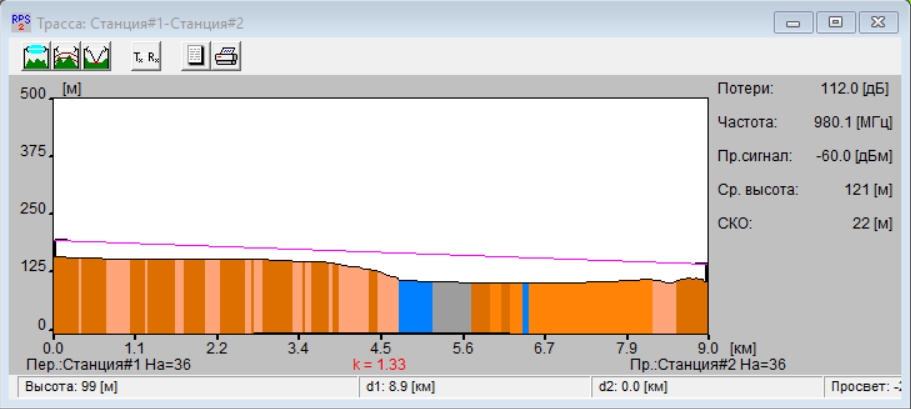 RPS 2 Трасса: Станция#1-Станция#2
Tx Rx
[м]
500
375
250
125
0
0.0 1.1 2.2 3.4 4.5 5.6 6.7 7.9 9.0 [км]
Пер.:Станция#1 Ha=36 k = 1.33 Пр.:Станция#2 Ha=36
Потери: 112.0 [дБ]
Частота: 980.1 [МГц]
Пр.сигнал: -60.0 [дБм]
Ср. высота: 121 [м]
СКО: 22 [м]
Высота: 99 [м] d1: 8.9 [км] d2: 0.0 [км] Просвет: